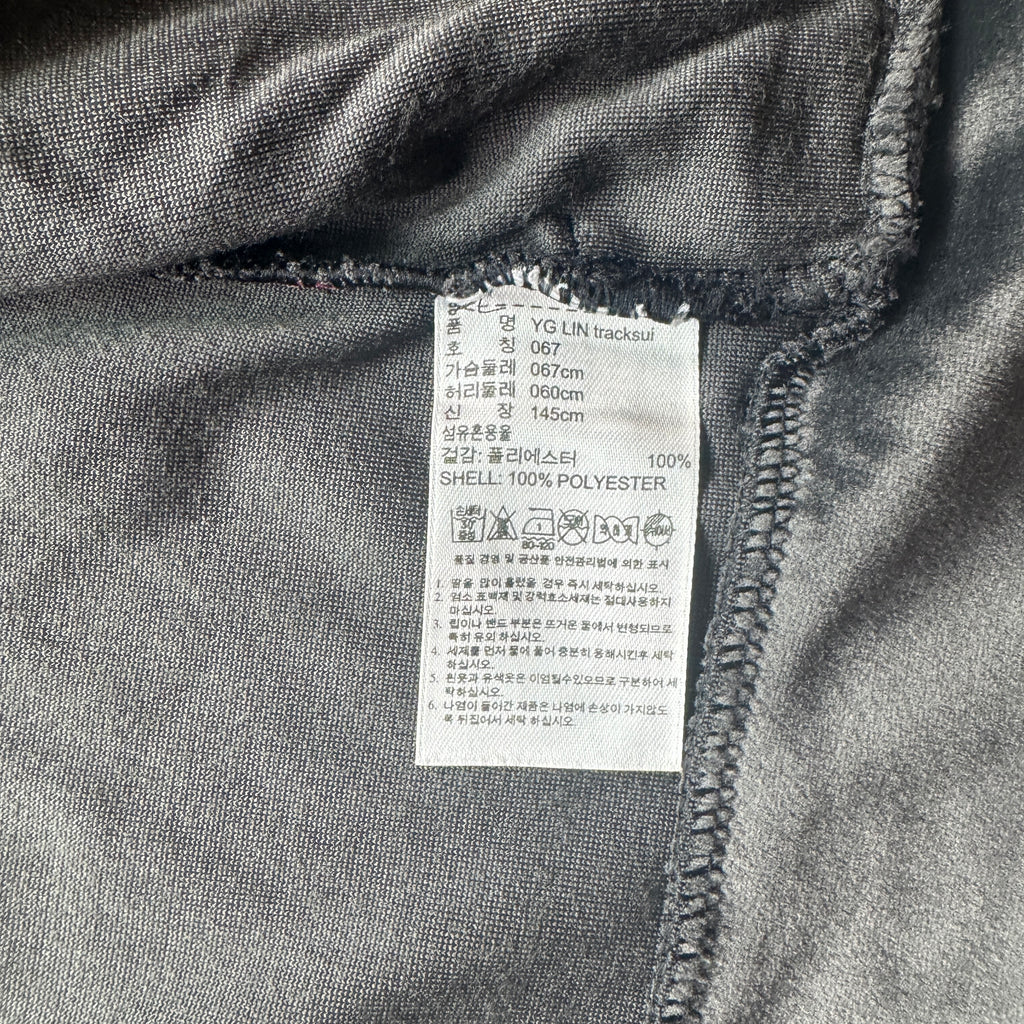 품 명 YG LIN tracksui
호 칭 067
가슴둘레 067cm
허리둘레 060cm
신 장 145cm
섬유혼용율
겉감: 폴리에스터 100%
SHELL: 100% POLYESTER
80-120
품질 경영 및 공산품 안전관리법에 의한 표시
1. 땀을 많이 흘렸을 경우 즉시 세탁하십시오.
2. 염소 표백제 및 강력효소세제는 절대사용하지
마십시오.
3. 립이나 밴드 부분은 뜨거운 물에서 변형되므로
특히 유의 하십시오.
4. 세제를 먼저 물에 풀어 충분히 용해시킨후 세탁
하십시오.
5. 흰옷과 유색옷은 이염될수있으므로 구분하여 세
탁하십시오.
6. 나염이 들어간 제품은 나염에 손상이 가지않도
록 뒤집어서 세탁 하십시오.